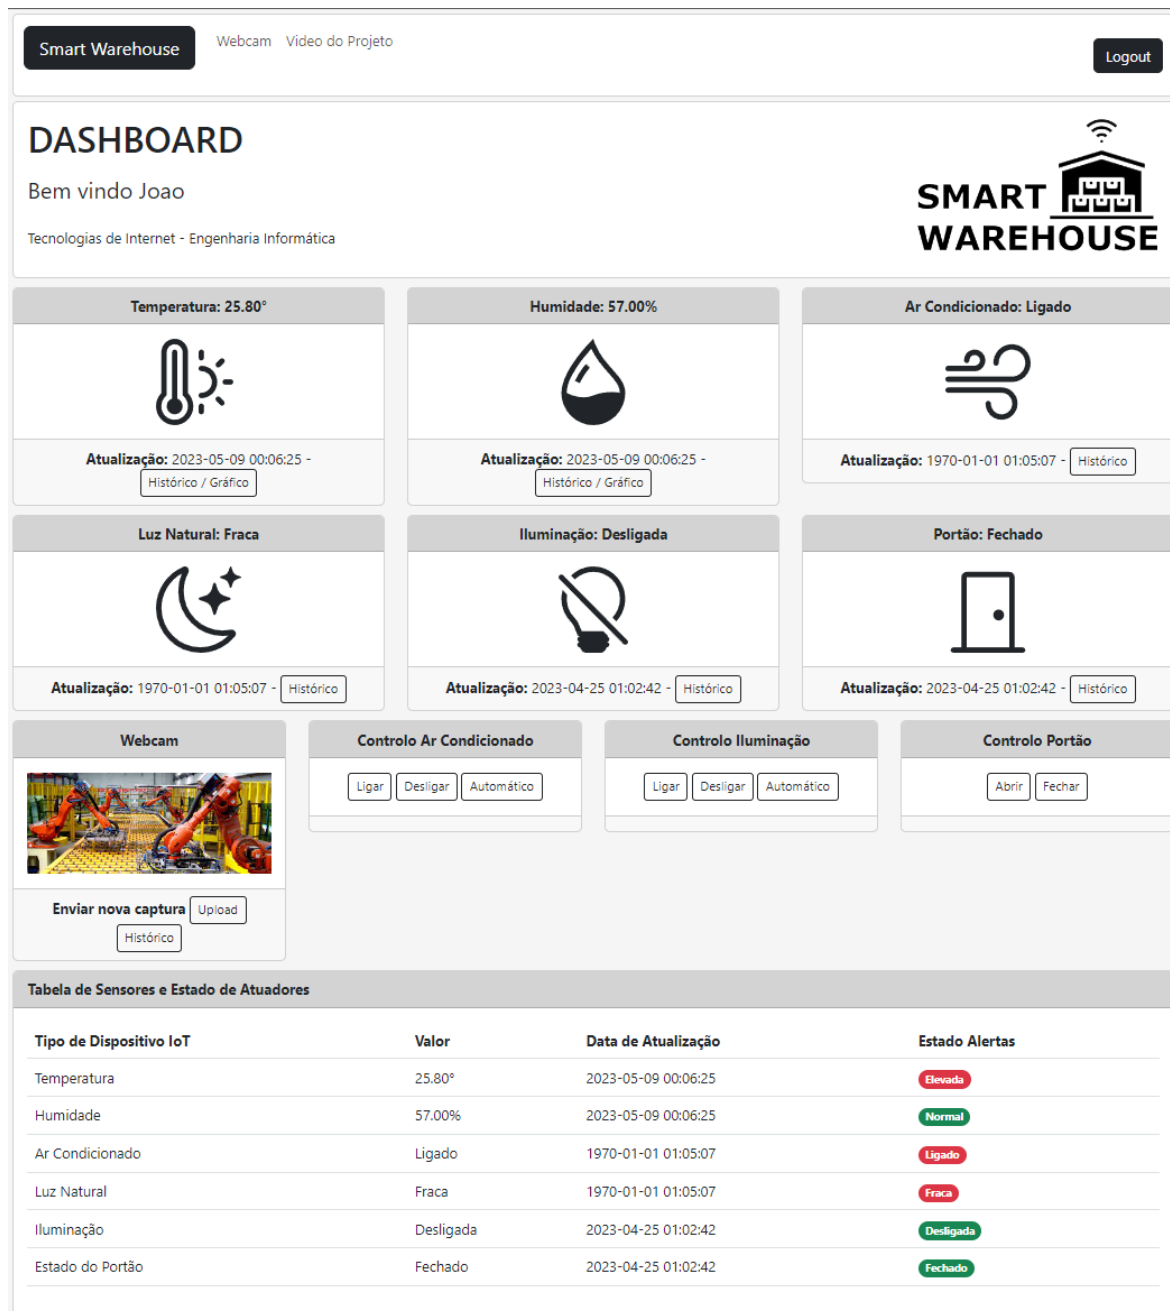 Smart Warehouse Webcam Video do Projeto
Logout
DASHBOARD
Bem vindo Joao
Tecnologias de Internet - Engenharia Informática
SMART
WAREHOUSE
Temperatura: 25.80°
Atualização: 2023-05-09 00:06:25 -
Histórico / Gráfico
Humidade: 57.00%
Atualização: 2023-05-09 00:06:25 -
Histórico / Gráfico
Ar Condicionado: Ligado
Atualização: 1970-01-01 01:05:07 - Histórico
Luz Natural: Fraca
Atualização: 1970-01-01 01:05:07 - Histórico
Iluminação: Desligada
Atualização: 2023-04-25 01:02:42 - Histórico
Portão: Fechado
Atualização: 2023-04-25 01:02:42 - Histórico
Webcam
Enviar nova captura Upload
Histórico
Controlo Ar Condicionado
Ligar Desligar Automático
Controlo Iluminação
Ligar Desligar Automático
Controlo Portão
Abrir Fechar
Tabela de Sensores e Estado de Atuadores
Tipo de Dispositivo IoT Valor Data de Atualização Estado Alertas
Temperatura 25.80° 2023-05-09 00:06:25 Elevada
Humidade 57.00% 2023-05-09 00:06:25 Normal
Ar Condicionado Ligado 1970-01-01 01:05:07 Ligado
Luz Natural Fraca 1970-01-01 01:05:07 Fraca
Iluminação Desligada 2023-04-25 01:02:42 Desligada
Estado do Portão Fechado 2023-04-25 01:02:42 Fechado